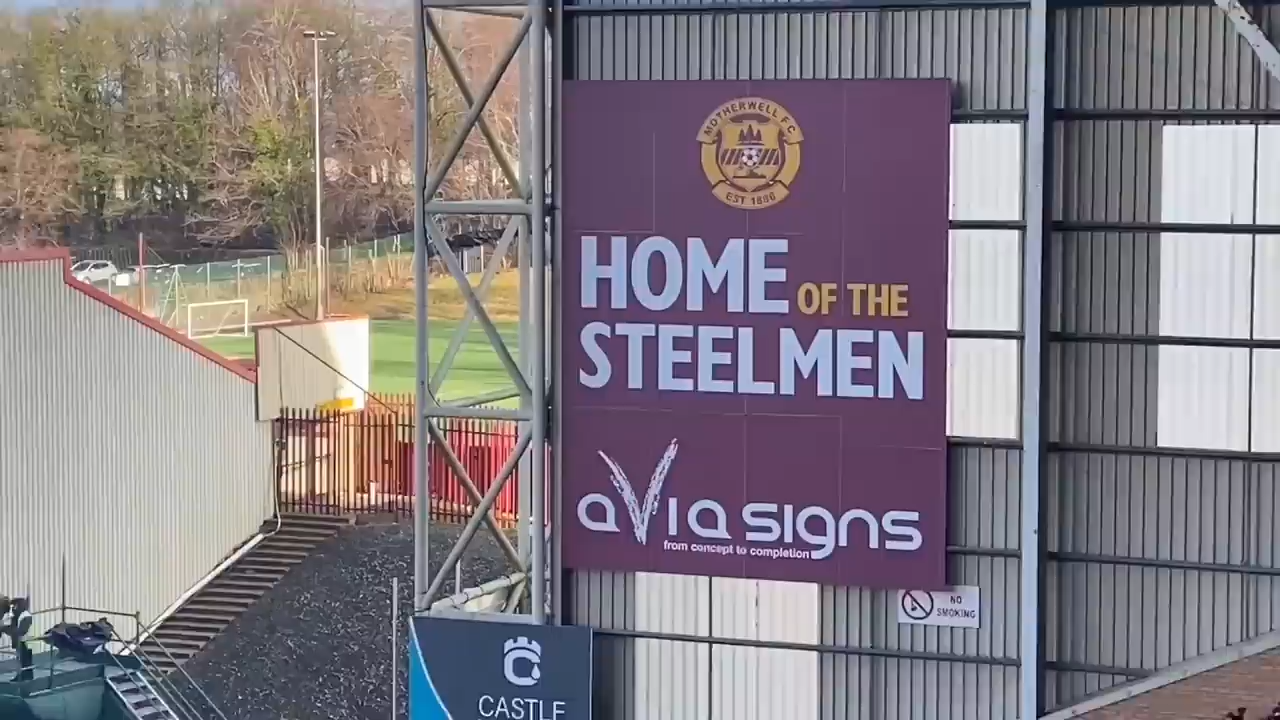 MOTHERWELL F.C.
EST 1886
HOME OF THE
STEELMEN
aVia signs
from concept to completion
NO
SMOKING
CASTLE